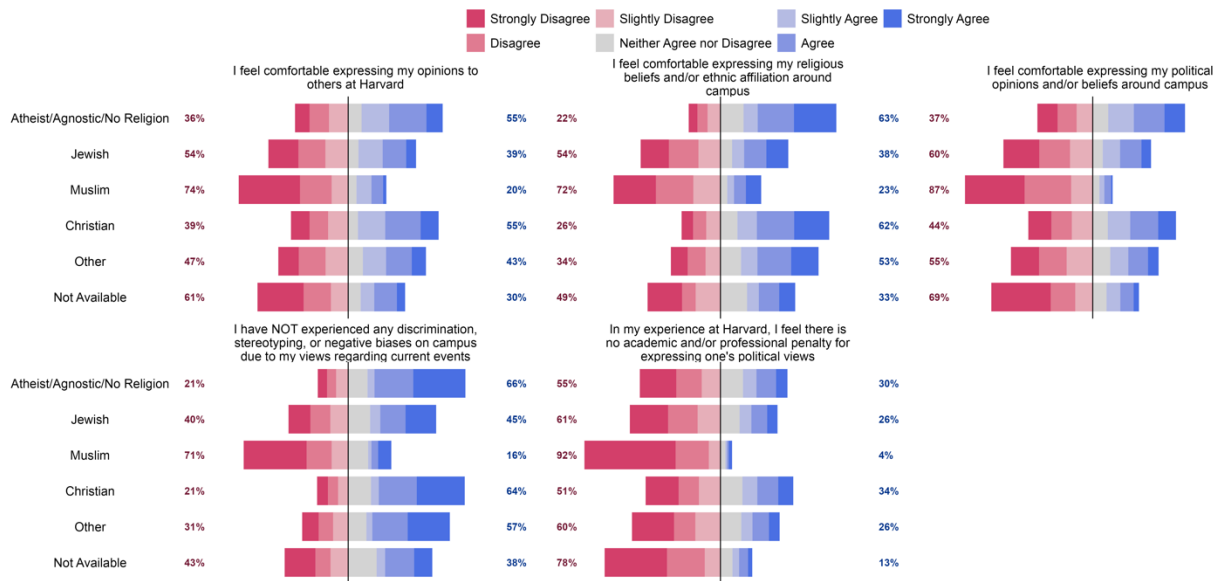 Strongly Disagree Slightly Disagree Slightly Agree Strongly Agree
Disagree Neither Agree nor Disagree Agree
I feel comfortable expressing my opinions to
others at Harvard
I feel comfortable expressing my religious
beliefs and/or ethnic affiliation around
campus
I feel comfortable expressing my political
opinions and/or beliefs around campus
Atheist/Agnostic/No Religion 36% 55% 22% 63% 37%
Jewish 54% 39% 54% 38% 60%
Muslim 74% 20% 72% 23% 87%
Christian 39% 55% 26% 62% 44%
Other 47% 43% 34% 53% 55%
Not Available 61% 30% 49% 33% 69%
I have NOT experienced any discrimination,
stereotyping, or negative biases on campus
due to my views regarding current events
In my experience at Harvard, I feel there is
no academic and/or professional penalty for
expressing one's political views
Atheist/Agnostic/No Religion 21% 66% 55% 30%
Jewish 40% 45% 61% 26%
Muslim 71% 16% 92% 4%
Christian 21% 64% 51% 34%
Other 31% 57% 60% 26%
Not Available 43% 38% 78% 13%